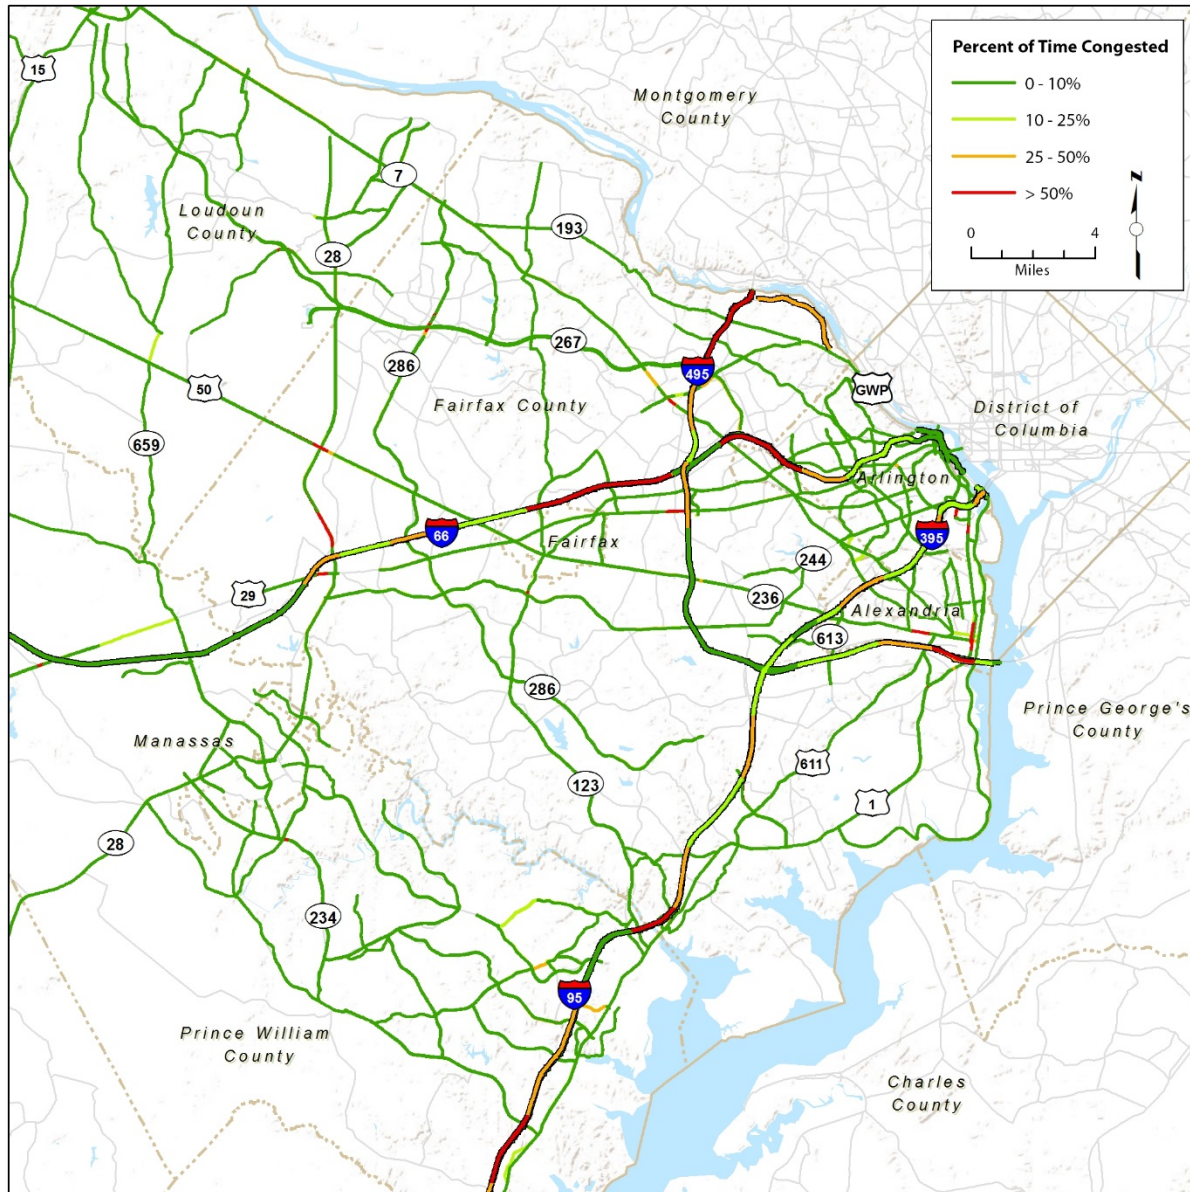 Percent of Time Congested
0 - 10%
10 - 25%
25 - 50%
> 50%
0
4
Miles
Z
15
Montgomery
County
7
Loudoun
County
193
28
267
495
286
50
GWP
Fairfax County
District of
Columbia
659
Arlington
66
Fairfax
395
244
29
236
Alexandria
613
286
Prince George's
County
Manassas
611
123
1
28
234
95
Prince William
County
Charles
County